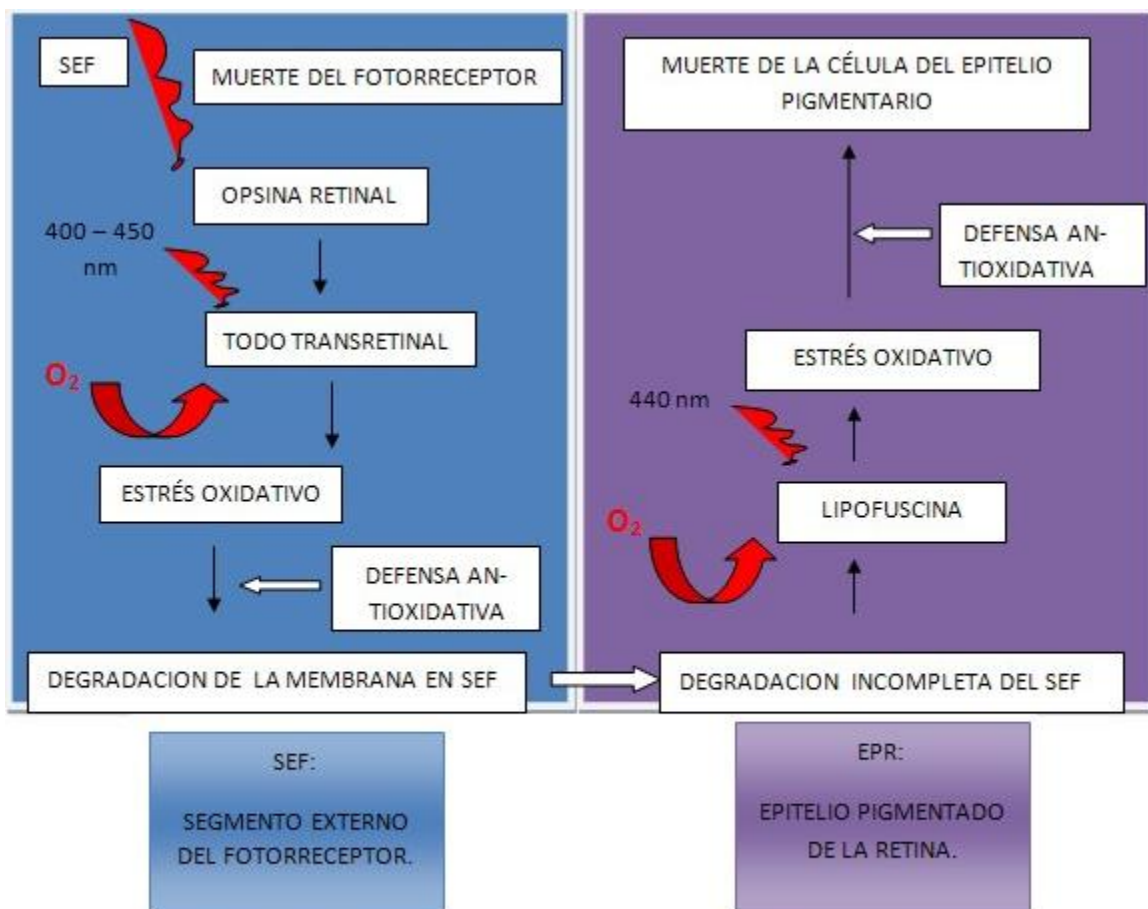 SEF
MUERTE DEL FOTORRECEPTOR
OPSINA RETINAL
400 – 450
nm
TODO TRANSRETINAL
O₂
ESTRÉS OXIDATIVO
DEFENSA AN-
TIOXIDATIVA
DEGRADACION DE LA MEMBRANA EN SEF
MUERTE DE LA CÉLULA DEL EPITELIO
PIGMENTARIO
DEFENSA AN-
TIOXIDATIVA
ESTRÉS OXIDATIVO
440 nm
LIPOFUSCINA
O₂
DEGRADACION INCOMPLETA DEL SEF
SEF:
SEGMENTO EXTERNO
DEL FOTORRECEPTOR.
EPR:
EPITELIO PIGMENTADO
DE LA RETINA.